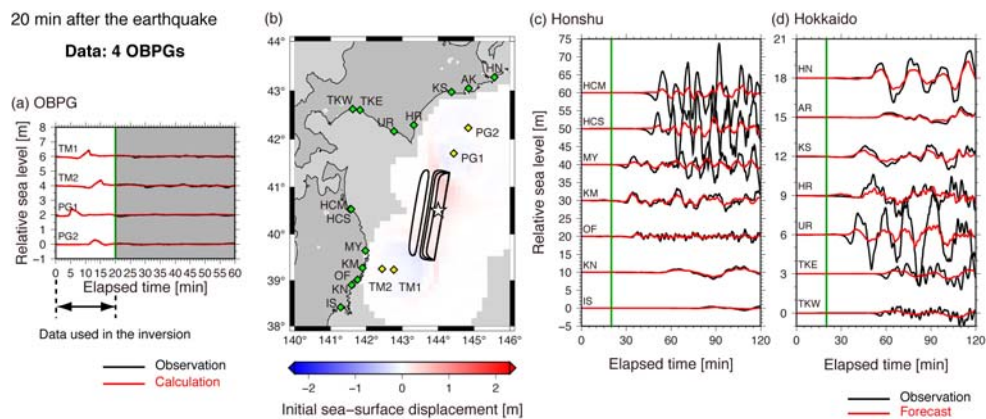 20 min after the earthquake
Data: 4 OBPGs
(a) OBPG
Relative sea level [m]
8
7
6
5
4
3
2
1
0
−1
TM1
TM2
PG1
PG2
0 5 10 15 20 25 30 35 40 45 50 55 60
Elapsed time [min]
Data used in the inversion
Observation
Calculation
(b)
44°
43°
42°
41°
40°
39°
38°
140° 141° 142° 143° 144° 145° 146°
HN
AK
KS
TKW
TKE
UR
HR
PG2
PG1
HCM
HCS
MY
KM
OF
KN
IS
TM2
TM1
−2 −1 0 1 2
Initial sea−surface displacement [m]
(c) Honshu
Relative sea level [m]
75
70
65
60
55
50
45
40
35
30
25
20
15
10
5
0
−5
HCM
HCS
MY
KM
OF
KN
IS
0 30 60 90 120
Elapsed time [min]
(d) Hokkaido
21
18
15
12
9
6
3
0
HN
AR
KS
HR
UR
TKE
TKW
0 30 60 90 120
Elapsed time [min]
Observation
Forecast